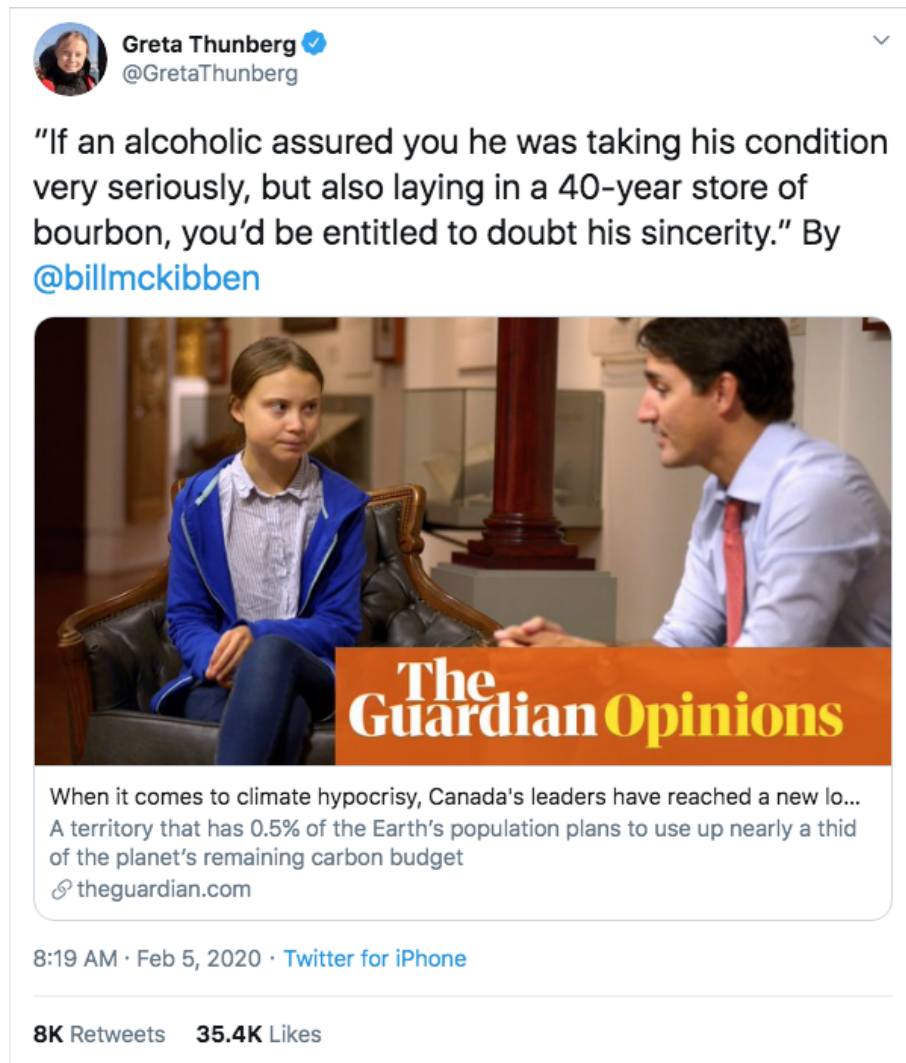 Greta Thunberg
@GretaThunberg
"If an alcoholic assured you he was taking his condition
very seriously, but also laying in a 40-year store of
bourbon, you’d be entitled to doubt his sincerity.” By
@billmckibben
The
Guardian Opinions
When it comes to climate hypocrisy, Canada's leaders have reached a new lo...
A territory that has 0.5% of the Earth’s population plans to use up nearly a thid
of the planet’s remaining carbon budget
theguardian.com
8:19 AM · Feb 5, 2020 · Twitter for iPhone
8K Retweets 35.4K Likes